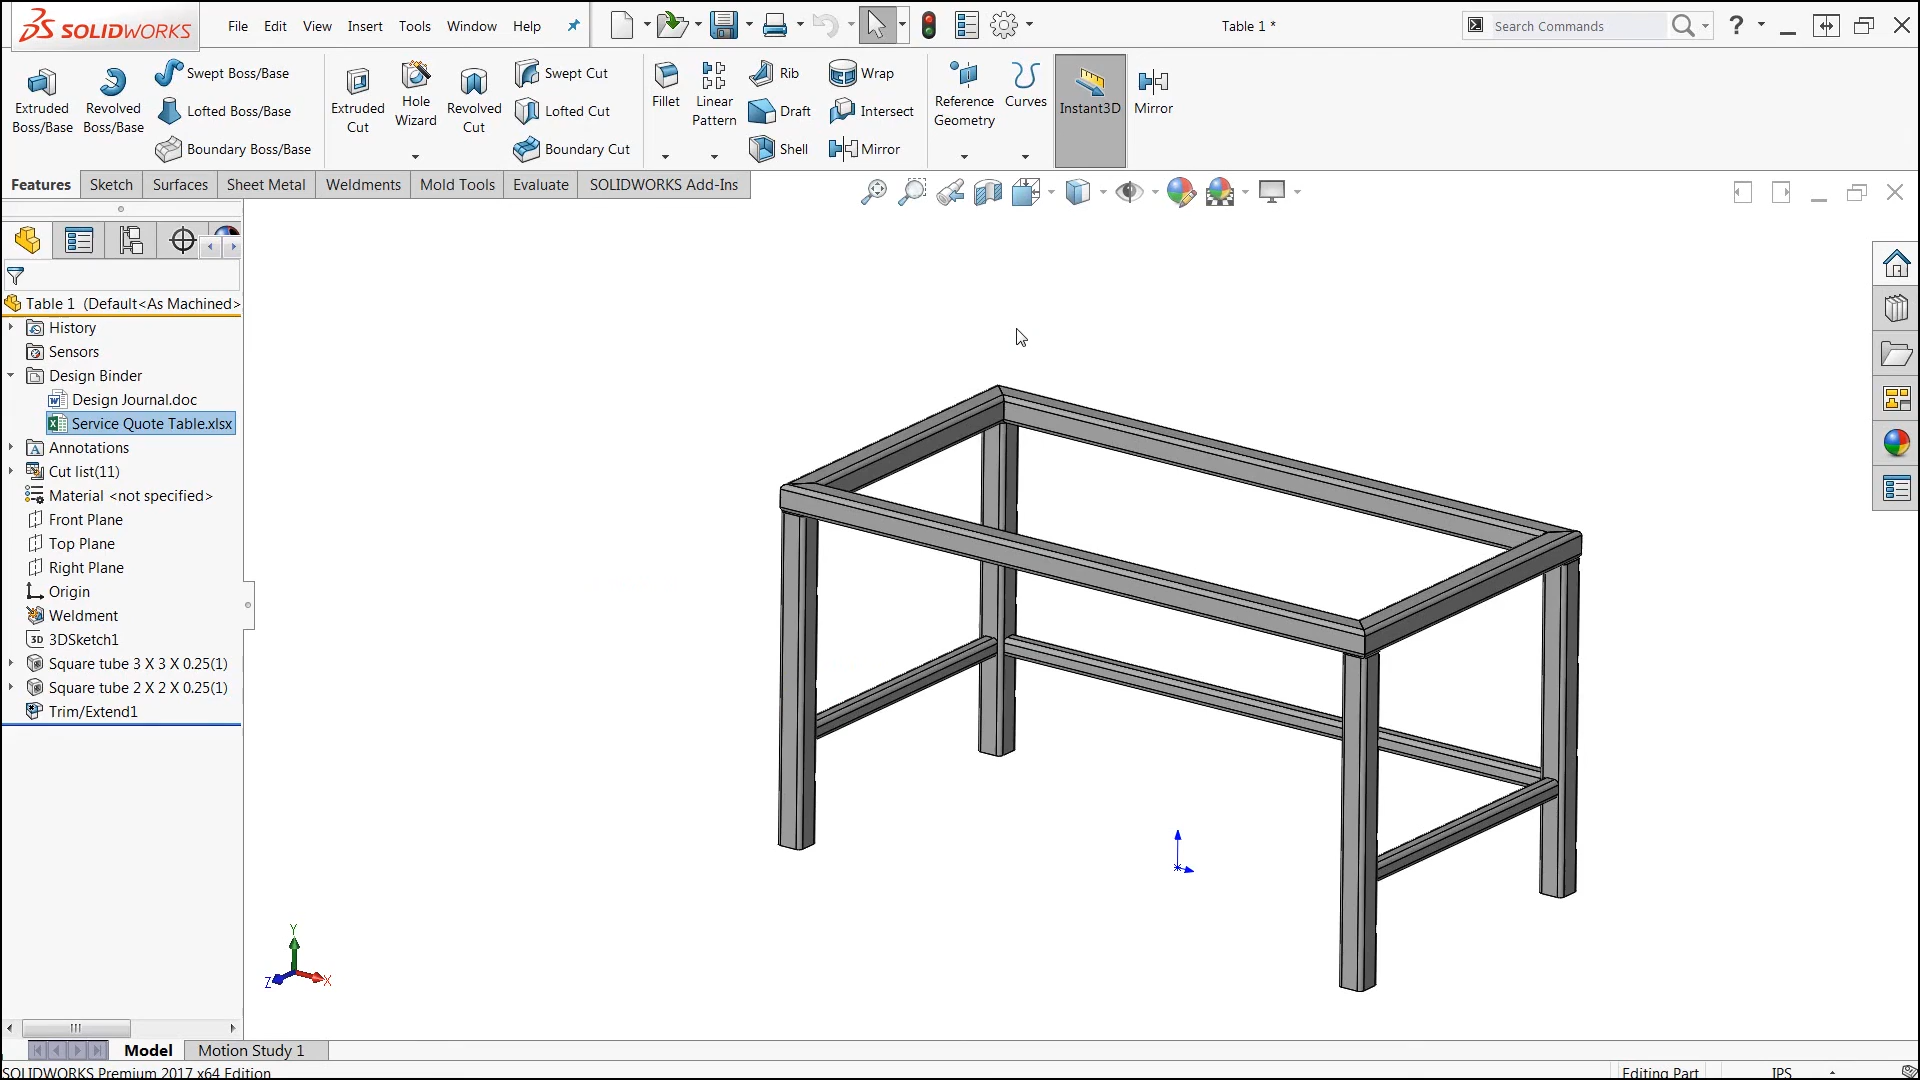 SOLIDWORKS
File Edit View Insert Tools Window Help
Table 1 *
Search Commands
?
Extruded Boss/Base
Revolved Boss/Base
Swept Boss/Base
Lofted Boss/Base
Boundary Boss/Base
Extruded Cut
Hole Wizard
Revolved Cut
Swept Cut
Lofted Cut
Boundary Cut
Fillet
Linear Pattern
Rib
Draft
Shell
Wrap
Intersect
Mirror
Reference Geometry
Curves
Instant3D
Mirror
Features Sketch Surfaces Sheet Metal Weldments Mold Tools Evaluate SOLIDWORKS Add-Ins
Table 1 (Default<As Machined>
History
Sensors
Design Binder
Design Journal.doc
Service Quote Table.xlsx
Annotations
Cut list(11)
Material <not specified>
Front Plane
Top Plane
Right Plane
Origin
Weldment
3D 3DSketch1
Square tube 3 X 3 X 0.25(1)
Square tube 2 X 2 X 0.25(1)
Trim/Extend1
Y
Z X
Model Motion Study 1
SOLIDWORKS Premium 2017 x64 Edition
Editing Part IPS